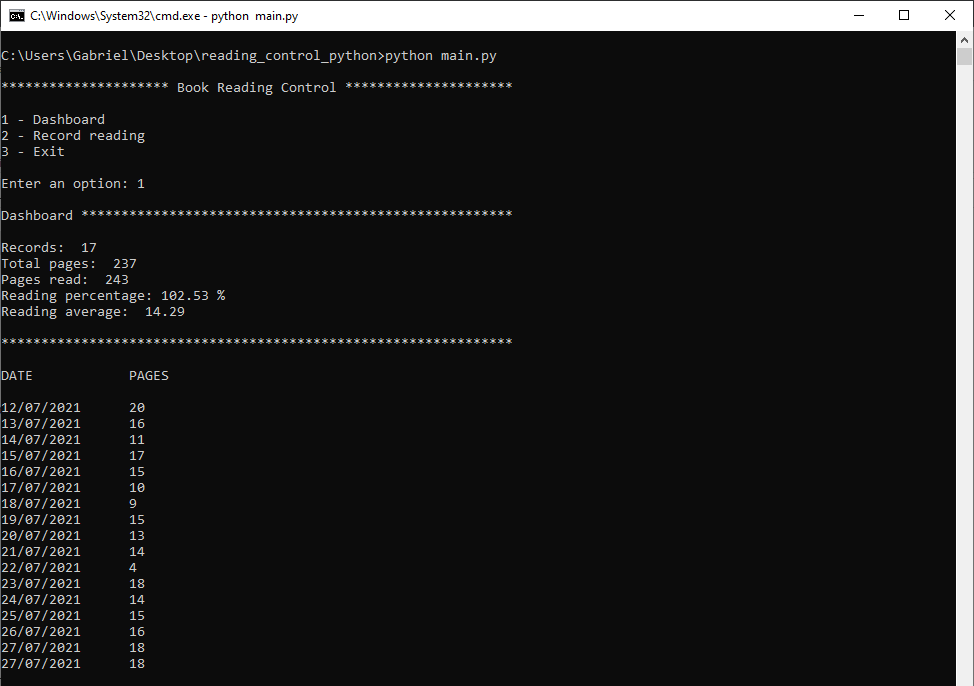 C:\Windows\System32\cmd.exe - python  main.py
C:\Users\Gabriel\Desktop\reading_control_python>python main.py
********************* Book Reading Control *********************
1 - Dashboard
2 - Record reading
3 - Exit
Enter an option: 1
Dashboard ******************************************************
Records:  17
Total pages:  237
Pages read:  243
Reading percentage: 102.53 %
Reading average:  14.29
****************************************************************
DATE            PAGES
12/07/2021      20
13/07/2021      16
14/07/2021      11
15/07/2021      17
16/07/2021      15
17/07/2021      10
18/07/2021      9
19/07/2021      15
20/07/2021      13
21/07/2021      14
22/07/2021      4
23/07/2021      18
24/07/2021      14
25/07/2021      15
26/07/2021      16
27/07/2021      18
27/07/2021      18